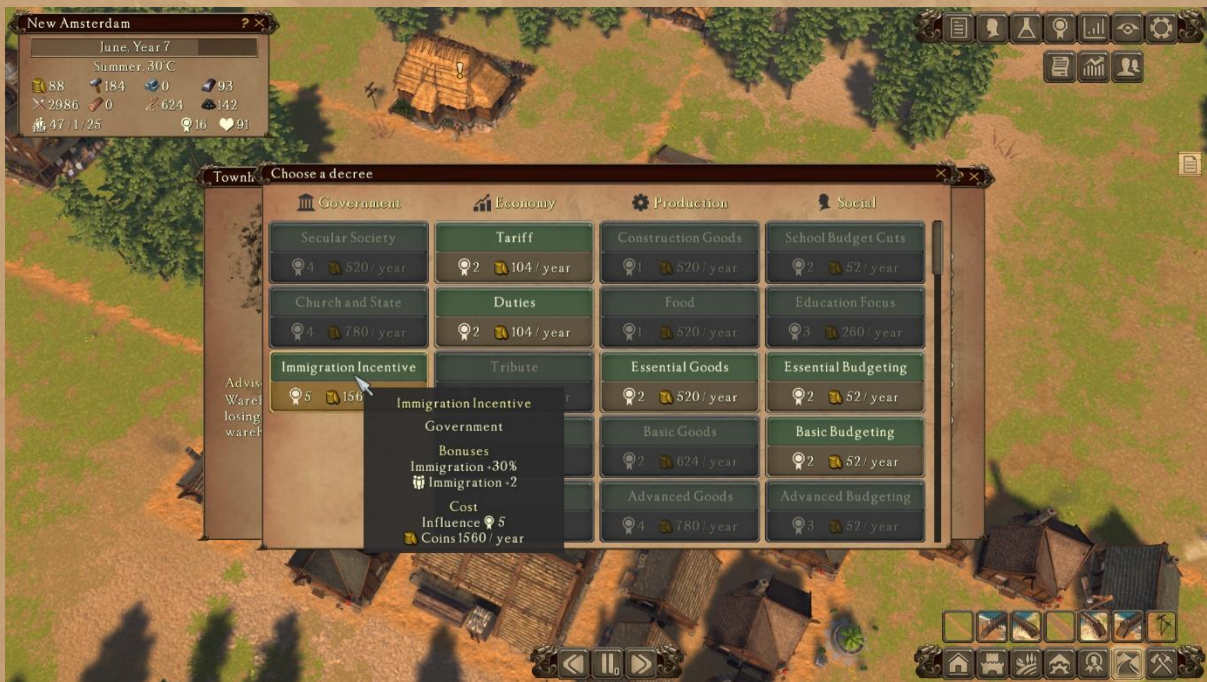 New Amsterdam
? ×
June, Year 7
Summer, 30°C
88 184 0 93
2986 0 624 142
47/1/25 16 91
Townh
Choose a decree
Government Economy Production Social
Secular Society Tariff Construction Goods School Budget Cuts
4 520/year 2 104/year 1 520/year 2 52/year
Church and State Duties Food Education Focus
4 780/year 2 104/year 1 520/year 3 260/year
Immigration Incentive Tribute Essential Goods Essential Budgeting
5 156 2 520/year 2 52/year
Basic Goods Basic Budgeting
2 624/year 2 52/year
Advanced Goods Advanced Budgeting
4 780/year 3 52/year
Advis
Wareh
losing
wareh
Immigration Incentive
Government
Bonuses
Immigration +30%
Immigration +2
Cost
Influence 5
Coins 1560/year